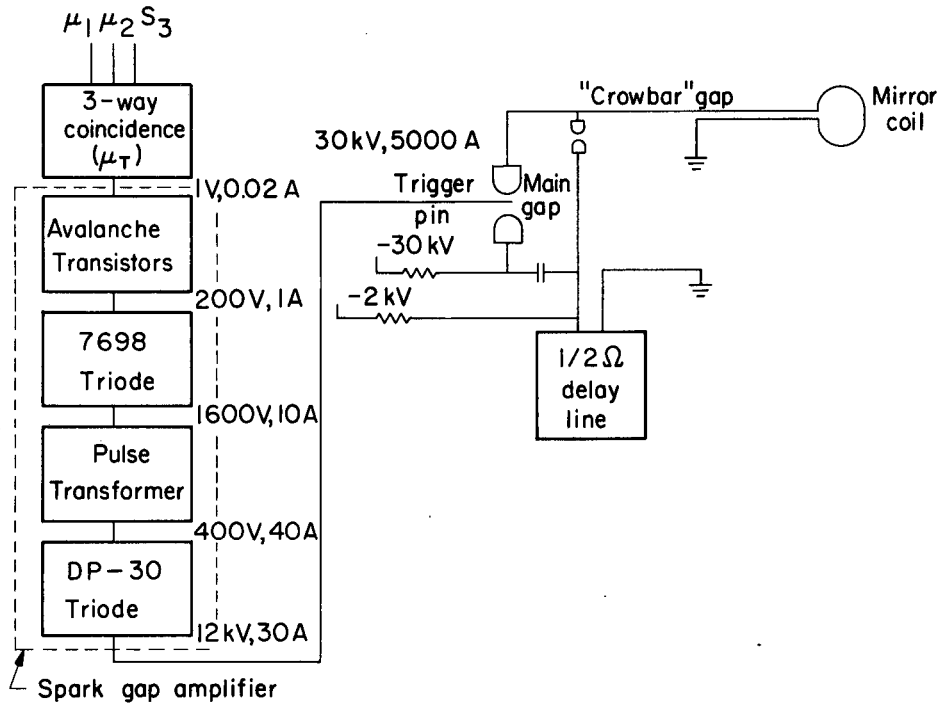 μ1 μ2 S3
3-way
coincidence
(μT)
1V, 0.02 A
Avalanche
Transistors
200V, 1A
7698
Triode
1600V, 10A
Pulse
Transformer
400V, 40A
DP-30
Triode
12kV, 30A
Spark gap amplifier
"Crowbar" gap
Mirror
coil
30kV, 5000 A
Trigger
pin
Main
gap
-30 kV
-2 kV
1/2Ω
delay
line